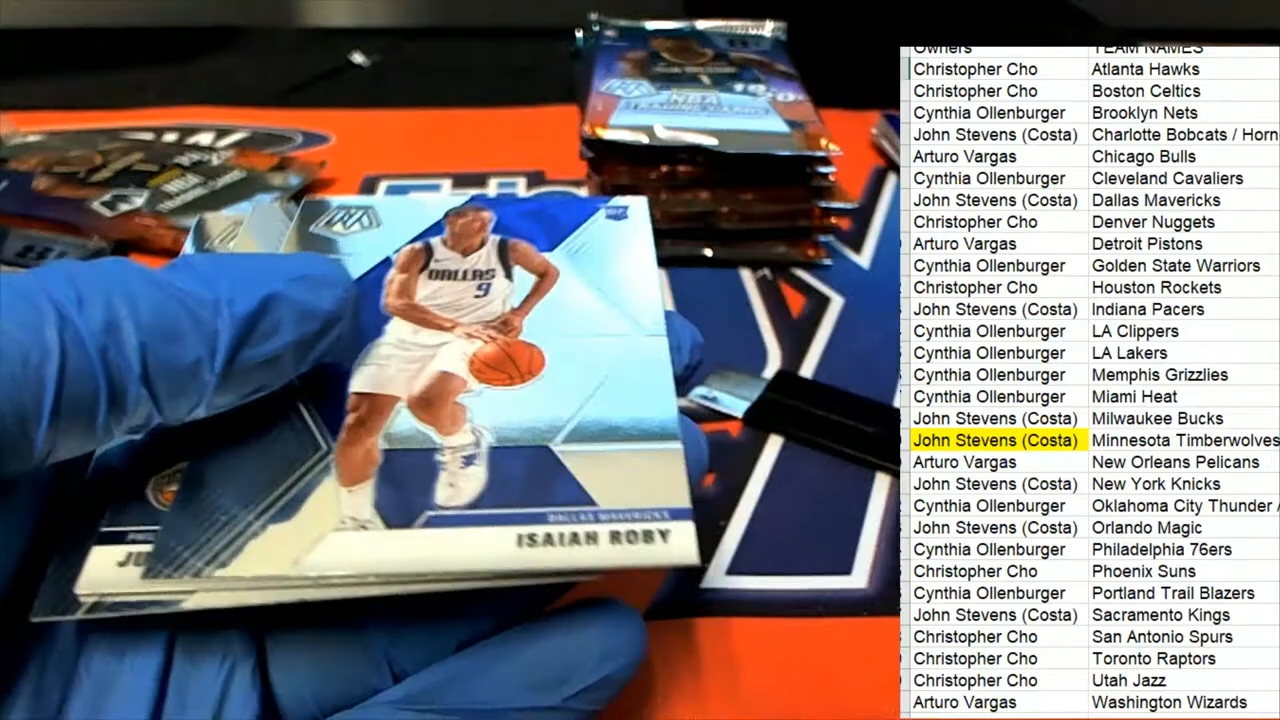 Owners TEAM NAMES
Christopher Cho Atlanta Hawks
Christopher Cho Boston Celtics
Cynthia Ollenburger Brooklyn Nets
John Stevens (Costa) Charlotte Bobcats / Horn
Arturo Vargas Chicago Bulls
Cynthia Ollenburger Cleveland Cavaliers
John Stevens (Costa) Dallas Mavericks
Christopher Cho Denver Nuggets
Arturo Vargas Detroit Pistons
Cynthia Ollenburger Golden State Warriors
Christopher Cho Houston Rockets
John Stevens (Costa) Indiana Pacers
Cynthia Ollenburger LA Clippers
Cynthia Ollenburger LA Lakers
Cynthia Ollenburger Memphis Grizzlies
Cynthia Ollenburger Miami Heat
John Stevens (Costa) Milwaukee Bucks
John Stevens (Costa) Minnesota Timberwolves
Arturo Vargas New Orleans Pelicans
John Stevens (Costa) New York Knicks
Cynthia Ollenburger Oklahoma City Thunder /
John Stevens (Costa) Orlando Magic
Cynthia Ollenburger Philadelphia 76ers
Christopher Cho Phoenix Suns
Cynthia Ollenburger Portland Trail Blazers
John Stevens (Costa) Sacramento Kings
Christopher Cho San Antonio Spurs
Christopher Cho Toronto Raptors
Christopher Cho Utah Jazz
Arturo Vargas Washington Wizards
NBA
TRADING CARDS
DALLAS
9
DALLAS MAVERICKS
ISAIAH ROBY
JU